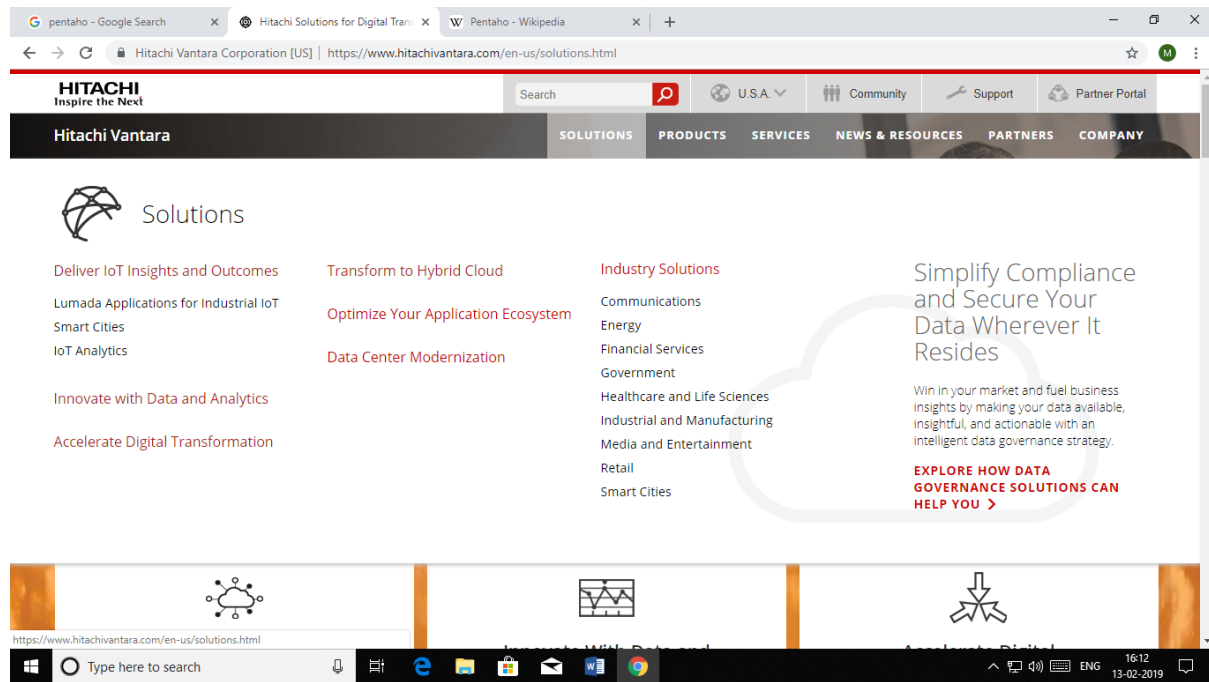 pentaho - Google Search
Hitachi Solutions for Digital Tran
Pentaho - Wikipedia
Hitachi Vantara Corporation [US] | https://www.hitachivantara.com/en-us/solutions.html
M
HITACHI
Inspire the Next
Search
U.S.A.
Community
Support
Partner Portal
Hitachi Vantara
SOLUTIONS PRODUCTS SERVICES NEWS & RESOURCES PARTNERS COMPANY
Solutions
Deliver IoT Insights and Outcomes
Lumada Applications for Industrial IoT
Smart Cities
IoT Analytics
Innovate with Data and Analytics
Accelerate Digital Transformation
Transform to Hybrid Cloud
Optimize Your Application Ecosystem
Data Center Modernization
Industry Solutions
Communications
Energy
Financial Services
Government
Healthcare and Life Sciences
Industrial and Manufacturing
Media and Entertainment
Retail
Smart Cities
Simplify Compliance
and Secure Your
Data Wherever It
Resides
Win in your market and fuel business
insights by making your data available,
insightful, and actionable with an
intelligent data governance strategy.
EXPLORE HOW DATA
GOVERNANCE SOLUTIONS CAN
HELP YOU
Innovate With Data and
Accelerate Digital
https://www.hitachivantara.com/en-us/solutions.html
Type here to search
ENG
16:12
13-02-2019